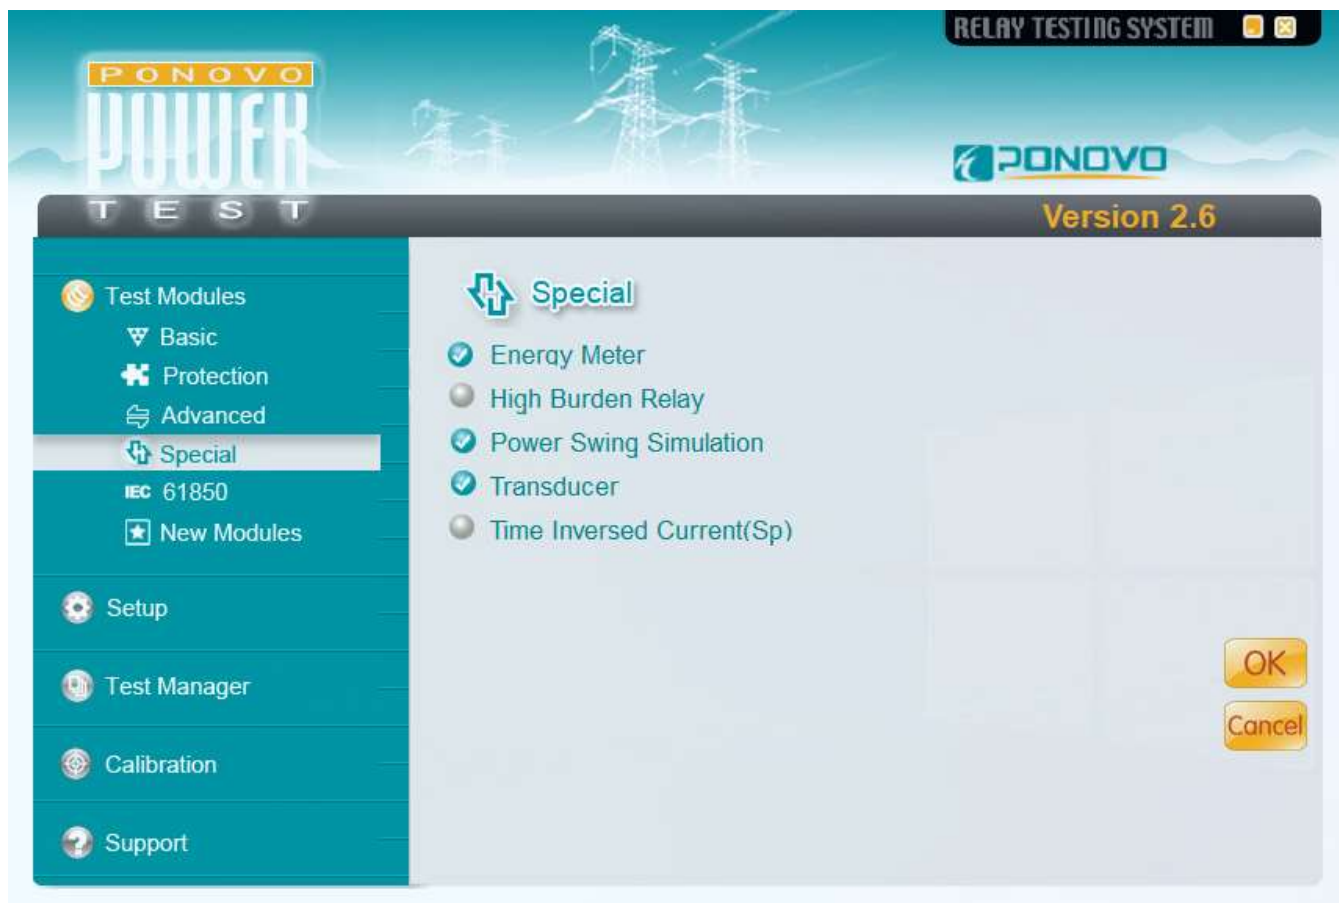 RELAY TESTING SYSTEM
PONOVO
POWER
TEST
PONOVO
Version 2.6
Test Modules
Basic
Protection
Advanced
Special
IEC 61850
New Modules
Setup
Test Manager
Calibration
Support
Special
Energy Meter
High Burden Relay
Power Swing Simulation
Transducer
Time Inversed Current(Sp)
OK
Cancel